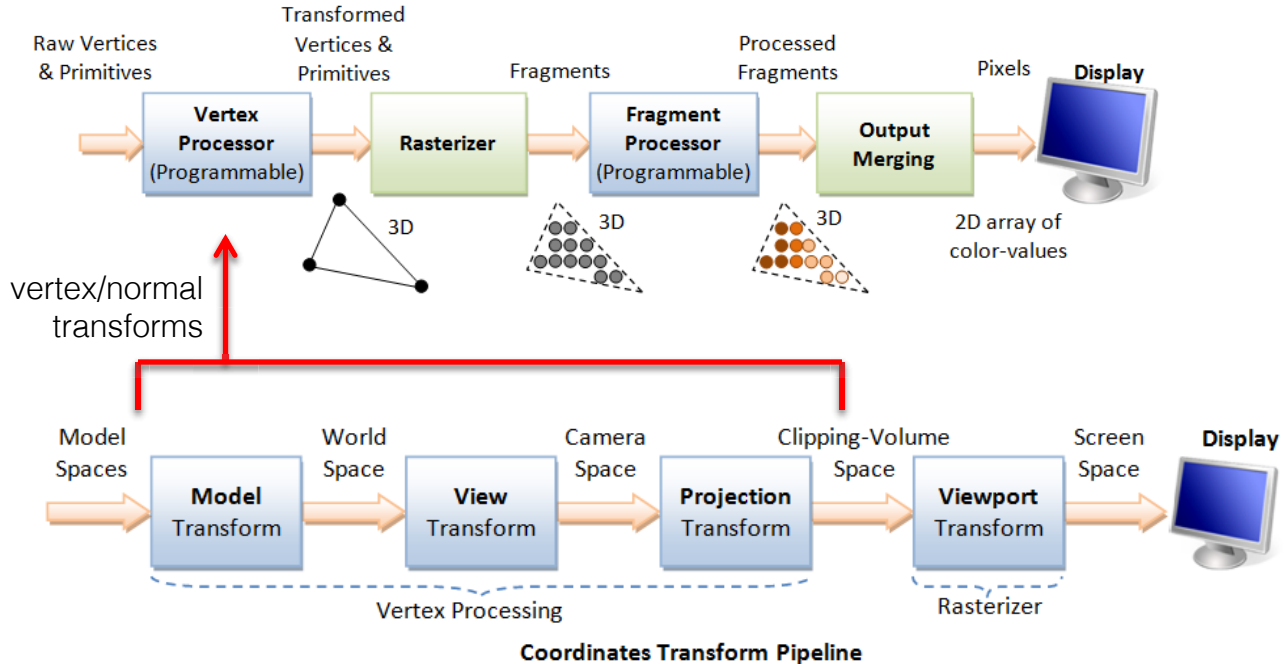 Raw Vertices
& Primitives
Transformed
Vertices &
Primitives
Fragments
Processed
Fragments
Pixels
Display
Vertex
Processor
(Programmable)
Rasterizer
Fragment
Processor
(Programmable)
Output
Merging
3D
3D
3D
2D array of
color-values
vertex/normal
transforms
Model
Spaces
World
Space
Camera
Space
Clipping-Volume
Space
Screen
Space
Display
Model
Transform
View
Transform
Projection
Transform
Viewport
Transform
Vertex Processing
Rasterizer
Coordinates Transform Pipeline